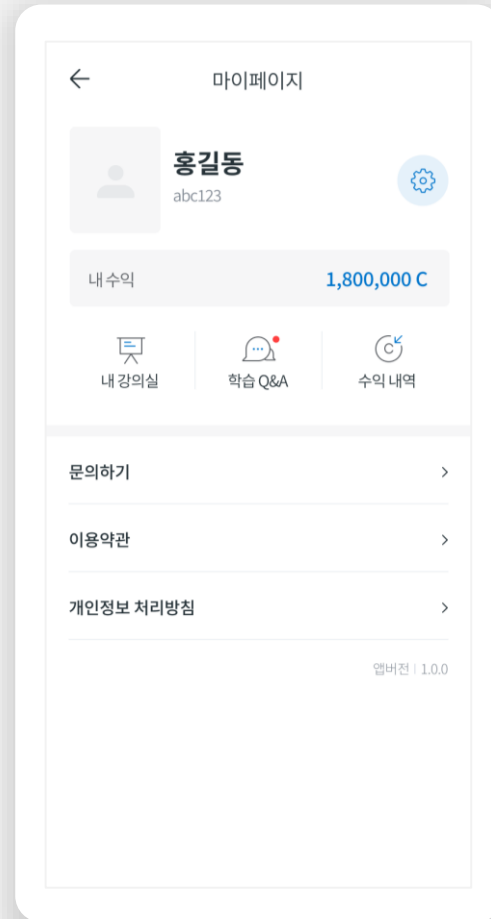 마이페이지
홍길동
abc123
내 수익 1,800,000 C
내 강의실 학습 Q&A 수익 내역
문의하기
이용약관
개인정보 처리방침
앱버전 | 1.0.0